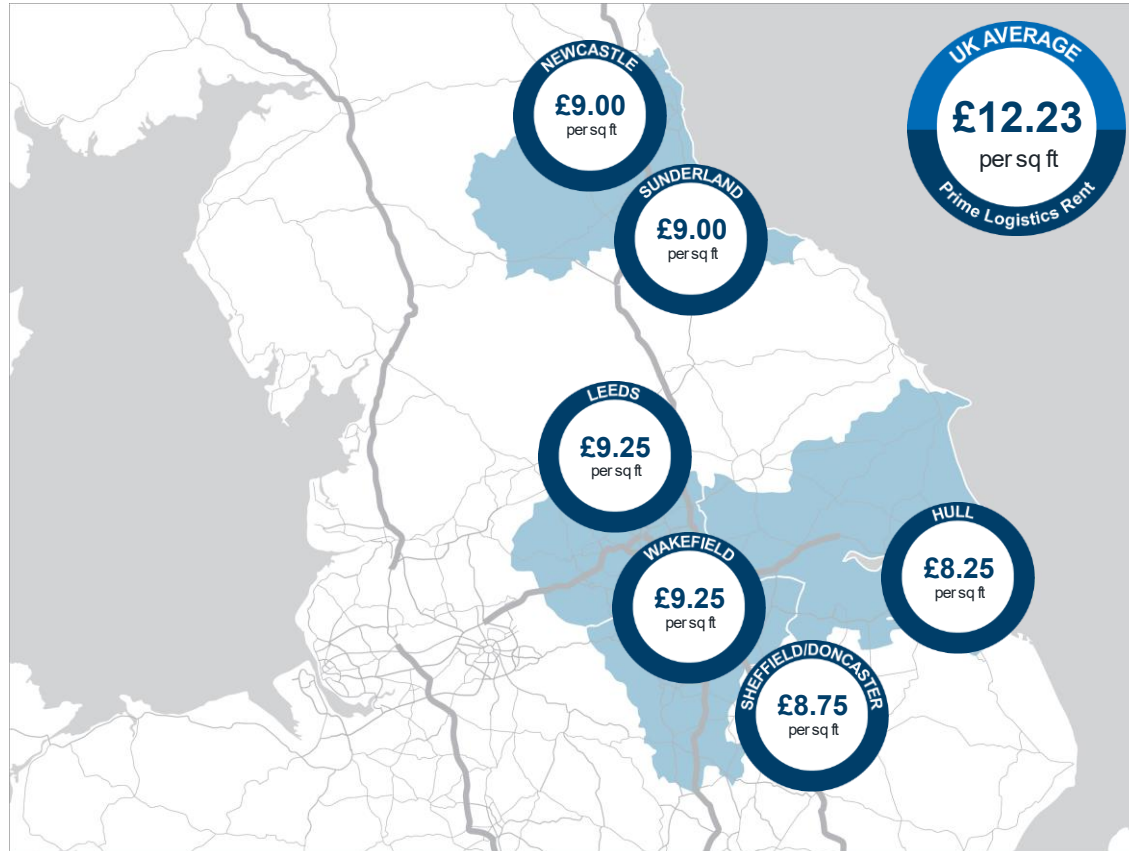 NEWCASTLE
£9.00
per sq ft
UK AVERAGE
£12.23
per sq ft
Prime Logistics Rent
SUNDERLAND
£9.00
per sq ft
LEEDS
£9.25
per sq ft
WAKEFIELD
£9.25
per sq ft
HULL
£8.25
per sq ft
SHEFFIELD/DONCASTER
£8.75
per sq ft